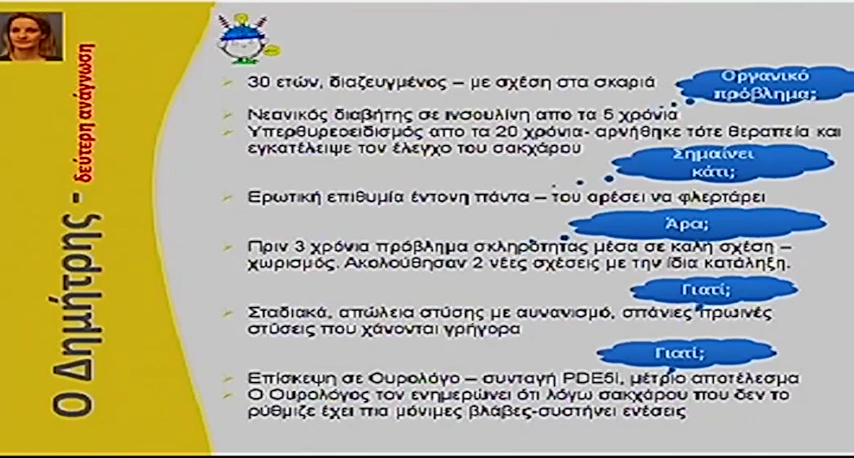 Ο Δημήτρης - δεύτερη ανάγνωση
30 ετών, διαζευγμένος – με σχέση στα σκαριά
Οργανικό
πρόβλημα;
Νεανικός διαβήτης σε ινσουλίνη απο τα 5 χρόνια
Υπερθυρεοειδισμός απο τα 20 χρόνια- αρνήθηκε τότε θεραπεία και
εγκατέλειψε τον έλεγχο του σακχάρου
Σημαίνει
κάτι;
Ερωτική επιθυμία έντονη πάντα – του αρέσει να φλερτάρει
Άρα;
Πριν 3 χρόνια πρόβλημα σκληρότητας μέσα σε καλή σχέση –
χωρισμός. Ακολούθησαν 2 νέες σχέσεις με την ίδια κατάληξη.
Γιατί;
Σταδιακά, απώλεια στύσης με αυνανισμό, σπάνιες πρωινές
στύσεις που χάνονται γρήγορα
Γιατί;
Επίσκεψη σε Ουρολόγο – συνταγή PDE5i, μέτριο αποτέλεσμα
Ο Ουρολόγος τον ενημερώνει ότι λόγω σακχάρου που δεν το
ρύθμιζε έχει πια μόνιμες βλάβες-συστήνει ενέσεις